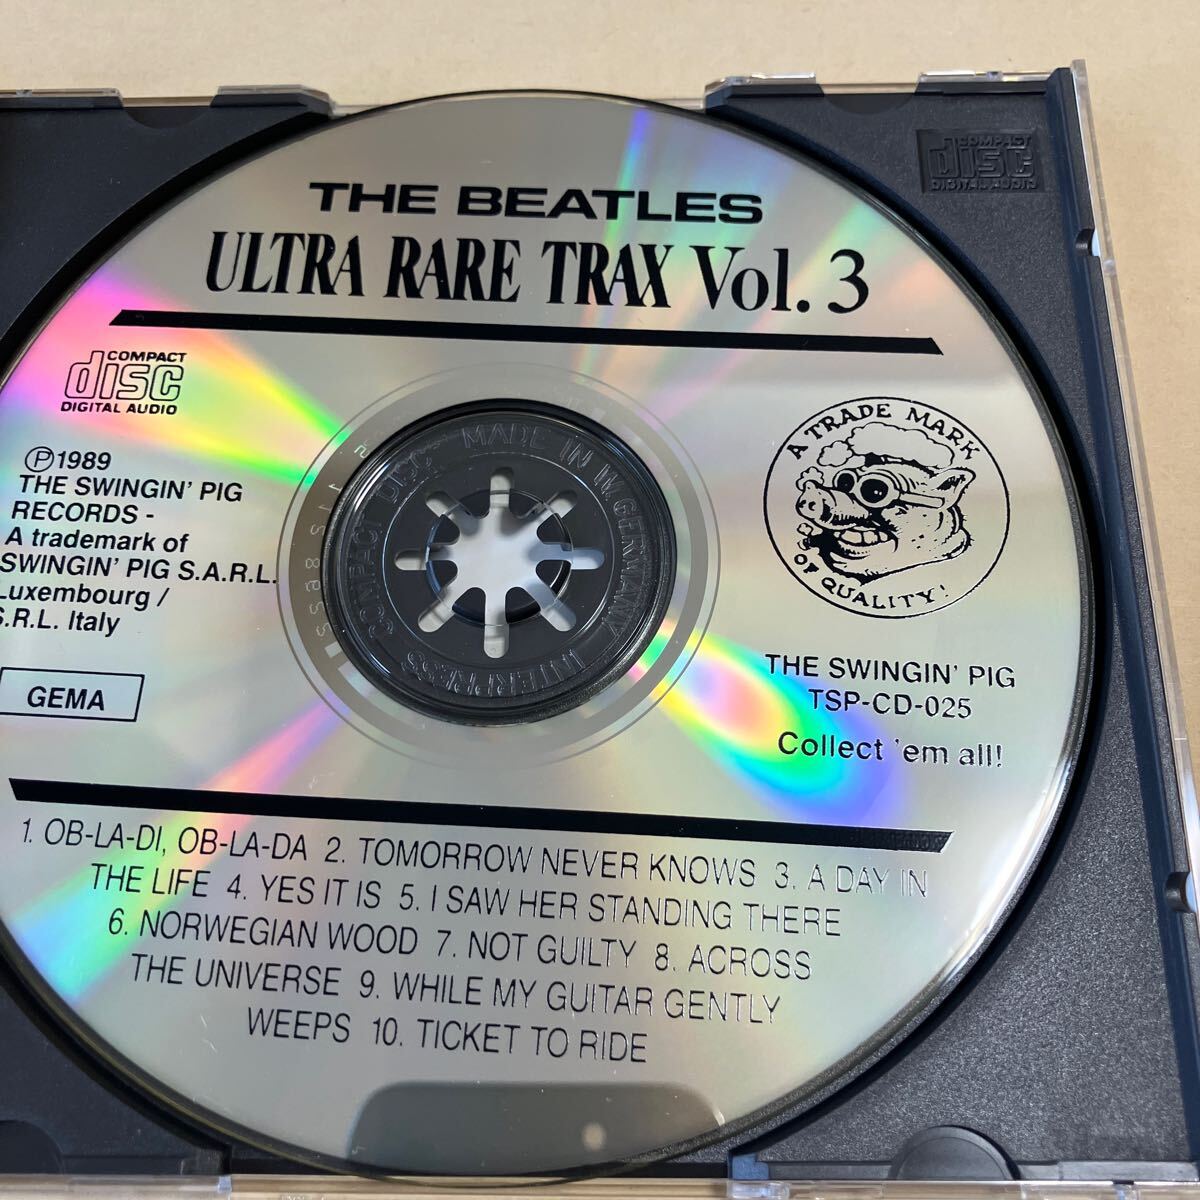 THE BEATLES
ULTRA RARE TRAX Vol. 3
COMPACT
disc
DIGITAL AUDIO
COMPACT
disc
DIGITAL AUDIO
Ⓟ1989
THE SWINGIN' PIG
RECORDS -
A trademark of
SWINGIN' PIG S.A.R.L.
Luxembourg /
S.R.L. Italy
GEMA
MADE IN W. GERMANY
INTERPRESS
COMPACT DISC
A TRADE MARK
OF QUALITY!
THE SWINGIN' PIG
TSP-CD-025
Collect 'em all!
1. OB-LA-DI, OB-LA-DA 2. TOMORROW NEVER KNOWS 3. A DAY IN
THE LIFE 4. YES IT IS 5. I SAW HER STANDING THERE
6. NORWEGIAN WOOD 7. NOT GUILTY 8. ACROSS
THE UNIVERSE 9. WHILE MY GUITAR GENTLY
WEEPS 10. TICKET TO RIDE